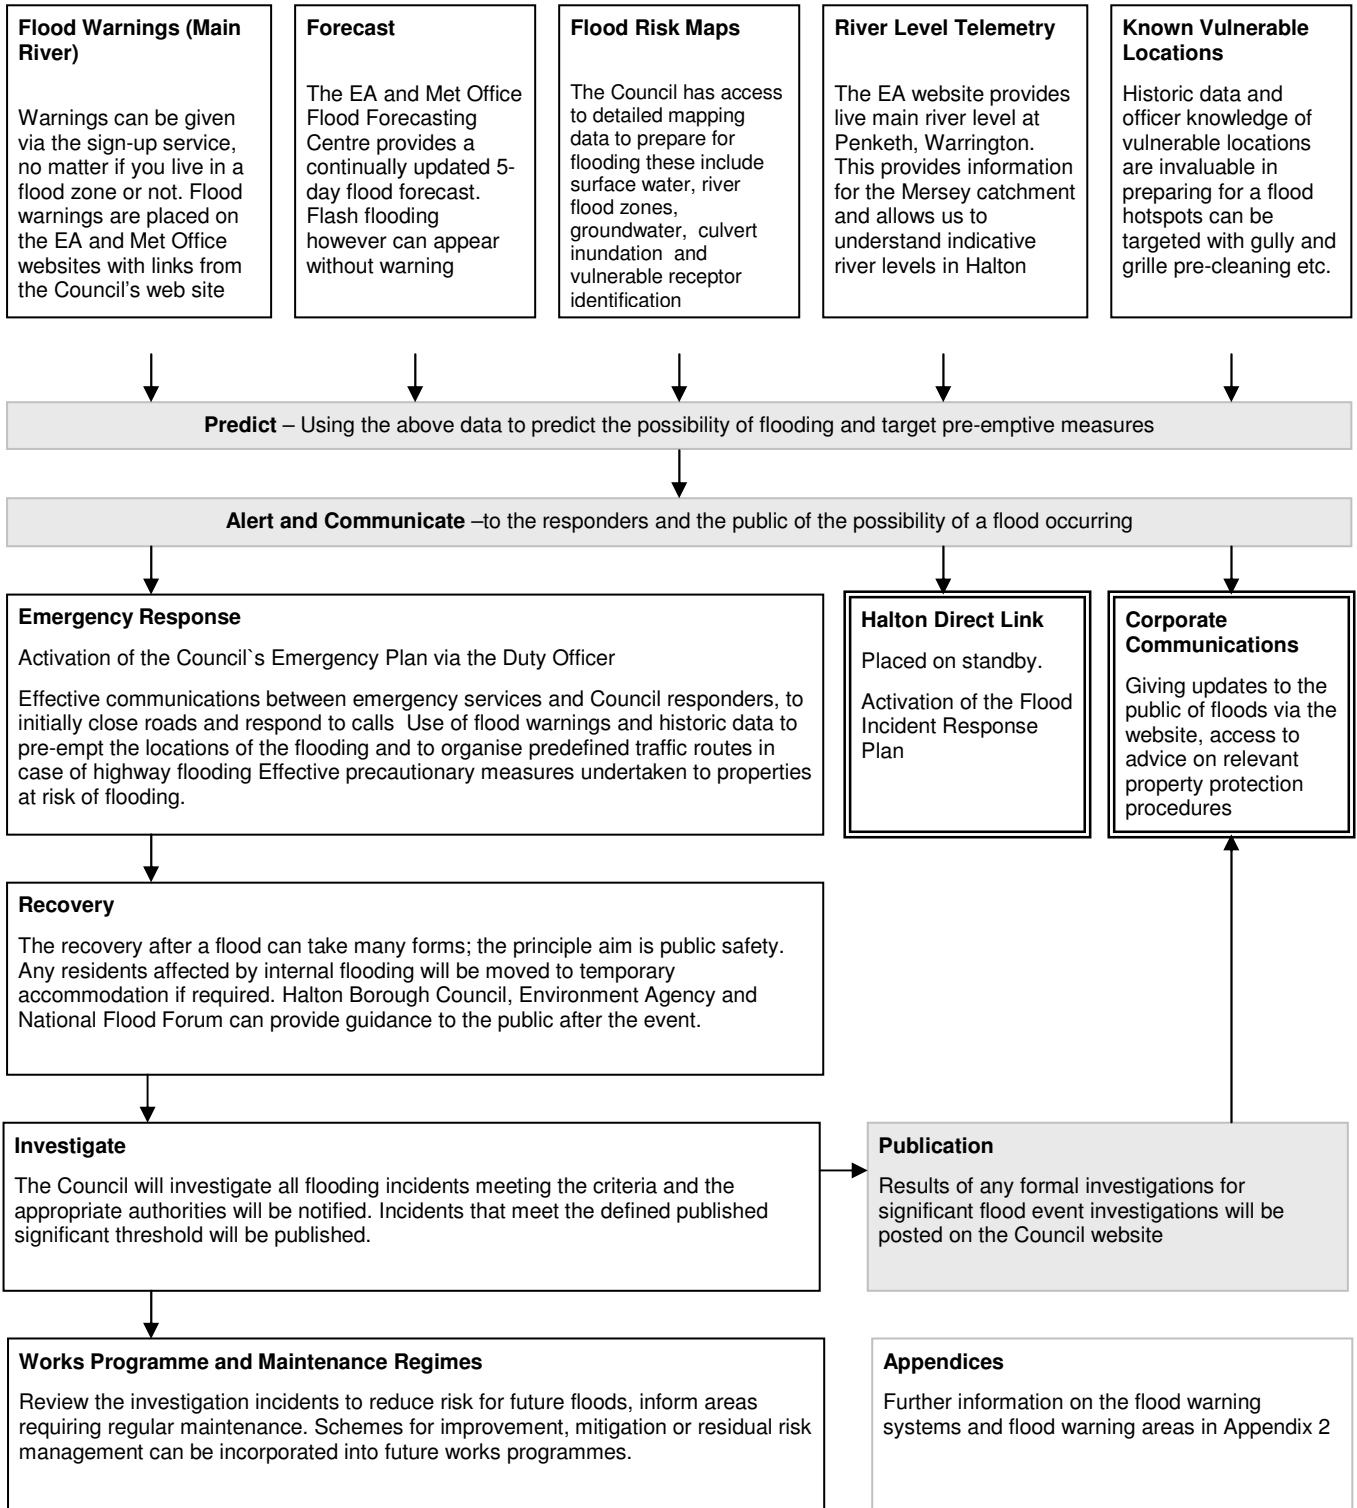 Flood Warnings (Main
River)
Warnings can be given
via the sign-up service,
no matter if you live in a
flood zone or not. Flood
warnings are placed on
the EA and Met Office
websites with links from
the Council's web site
Forecast
The EA and Met Office
Flood Forecasting
Centre provides a
continually updated 5-
day flood forecast.
Flash flooding
however can appear
without warning
Flood Risk Maps
The Council has access
to detailed mapping
data to prepare for
flooding these include
surface water, river
flood zones,
groundwater, culvert
inundation and
vulnerable receptor
identification
River Level Telemetry
The EA website provides
live main river level at
Penketh, Warrington.
This provides information
for the Mersey catchment
and allows us to
understand indicative
river levels in Halton
Known Vulnerable
Locations
Historic data and
officer knowledge of
vulnerable locations
are invaluable in
preparing for a flood
hotspots can be
targeted with gully and
grille pre-cleaning etc.
Predict – Using the above data to predict the possibility of flooding and target pre-emptive measures
Alert and Communicate –to the responders and the public of the possibility of a flood occurring
Emergency Response
Activation of the Council`s Emergency Plan via the Duty Officer
Effective communications between emergency services and Council responders, to
initially close roads and respond to calls Use of flood warnings and historic data to
pre-empt the locations of the flooding and to organise predefined traffic routes in
case of highway flooding Effective precautionary measures undertaken to properties
at risk of flooding.
Halton Direct Link
Placed on standby.
Activation of the Flood
Incident Response
Plan
Corporate
Communications
Giving updates to the
public of floods via the
website, access to
advice on relevant
property protection
procedures
Recovery
The recovery after a flood can take many forms; the principle aim is public safety.
Any residents affected by internal flooding will be moved to temporary
accommodation if required. Halton Borough Council, Environment Agency and
National Flood Forum can provide guidance to the public after the event.
Investigate
The Council will investigate all flooding incidents meeting the criteria and the
appropriate authorities will be notified. Incidents that meet the defined published
significant threshold will be published.
Publication
Results of any formal investigations for
significant flood event investigations will be
posted on the Council website
Works Programme and Maintenance Regimes
Review the investigation incidents to reduce risk for future floods, inform areas
requiring regular maintenance. Schemes for improvement, mitigation or residual risk
management can be incorporated into future works programmes.
Appendices
Further information on the flood warning
systems and flood warning areas in Appendix 2